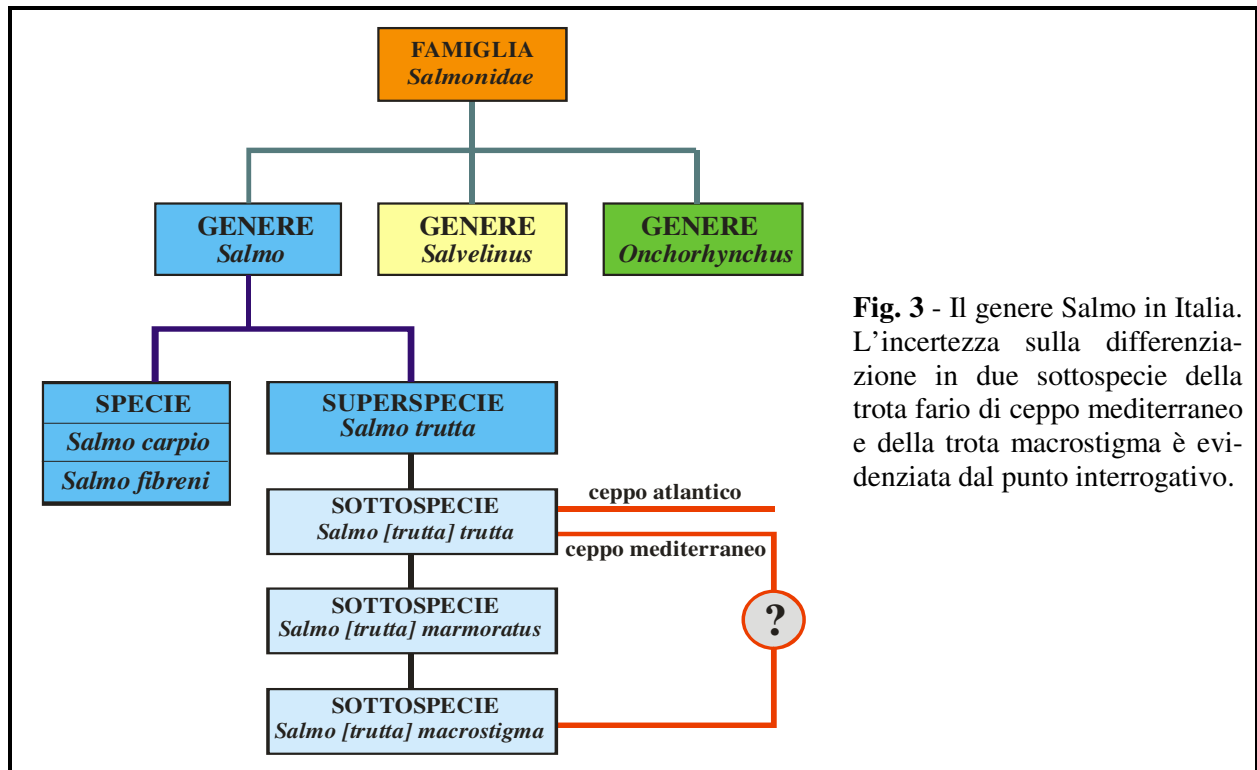 FAMIGLIA
Salmonidae
GENERE
Salmo
GENERE
Salvelinus
GENERE
Onchorhynchus
SPECIE
Salmo carpio
Salmo fibreni
SUPERSPECIE
Salmo trutta
SOTTOSPECIE
Salmo [trutta] trutta
ceppo atlantico
ceppo mediterraneo
SOTTOSPECIE
Salmo [trutta] marmoratus
?
SOTTOSPECIE
Salmo [trutta] macrostigma
Fig. 3 - Il genere Salmo in Italia.
L'incertezza sulla differenzia-
zione in due sottospecie della
trota fario di ceppo mediterraneo
e della trota macrostigma è evi-
denziata dal punto interrogativo.